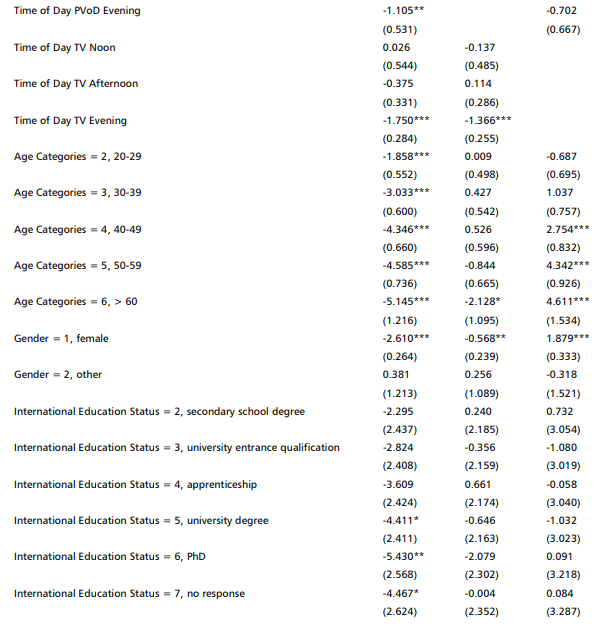 Time of Day PVoD Evening -1.105** -0.702
(0.531) (0.667)
Time of Day TV Noon 0.026 -0.137
(0.544) (0.485)
Time of Day TV Afternoon -0.375 0.114
(0.331) (0.286)
Time of Day TV Evening -1.750*** -1.366***
(0.284) (0.255)
Age Categories = 2, 20-29 -1.858*** 0.009 -0.687
(0.552) (0.498) (0.695)
Age Categories = 3, 30-39 -3.033*** 0.427 1.037
(0.600) (0.542) (0.757)
Age Categories = 4, 40-49 -4.346*** 0.526 2.754***
(0.660) (0.596) (0.832)
Age Categories = 5, 50-59 -4.585*** -0.844 4.342***
(0.736) (0.665) (0.926)
Age Categories = 6, > 60 -5.145*** -2.128* 4.611***
(1.216) (1.095) (1.534)
Gender = 1, female -2.610*** -0.568** 1.879***
(0.264) (0.239) (0.333)
Gender = 2, other 0.381 0.256 -0.318
(1.213) (1.089) (1.521)
International Education Status = 2, secondary school degree -2.295 0.240 0.732
(2.437) (2.185) (3.054)
International Education Status = 3, university entrance qualification -2.824 -0.356 -1.080
(2.408) (2.159) (3.019)
International Education Status = 4, apprenticeship -3.609 0.661 -0.058
(2.424) (2.174) (3.040)
International Education Status = 5, university degree -4.411* -0.646 -1.032
(2.411) (2.163) (3.023)
International Education Status = 6, PhD -5.430** -2.079 0.091
(2.568) (2.302) (3.218)
International Education Status = 7, no response -4.467* -0.004 0.084
(2.624) (2.352) (3.287)